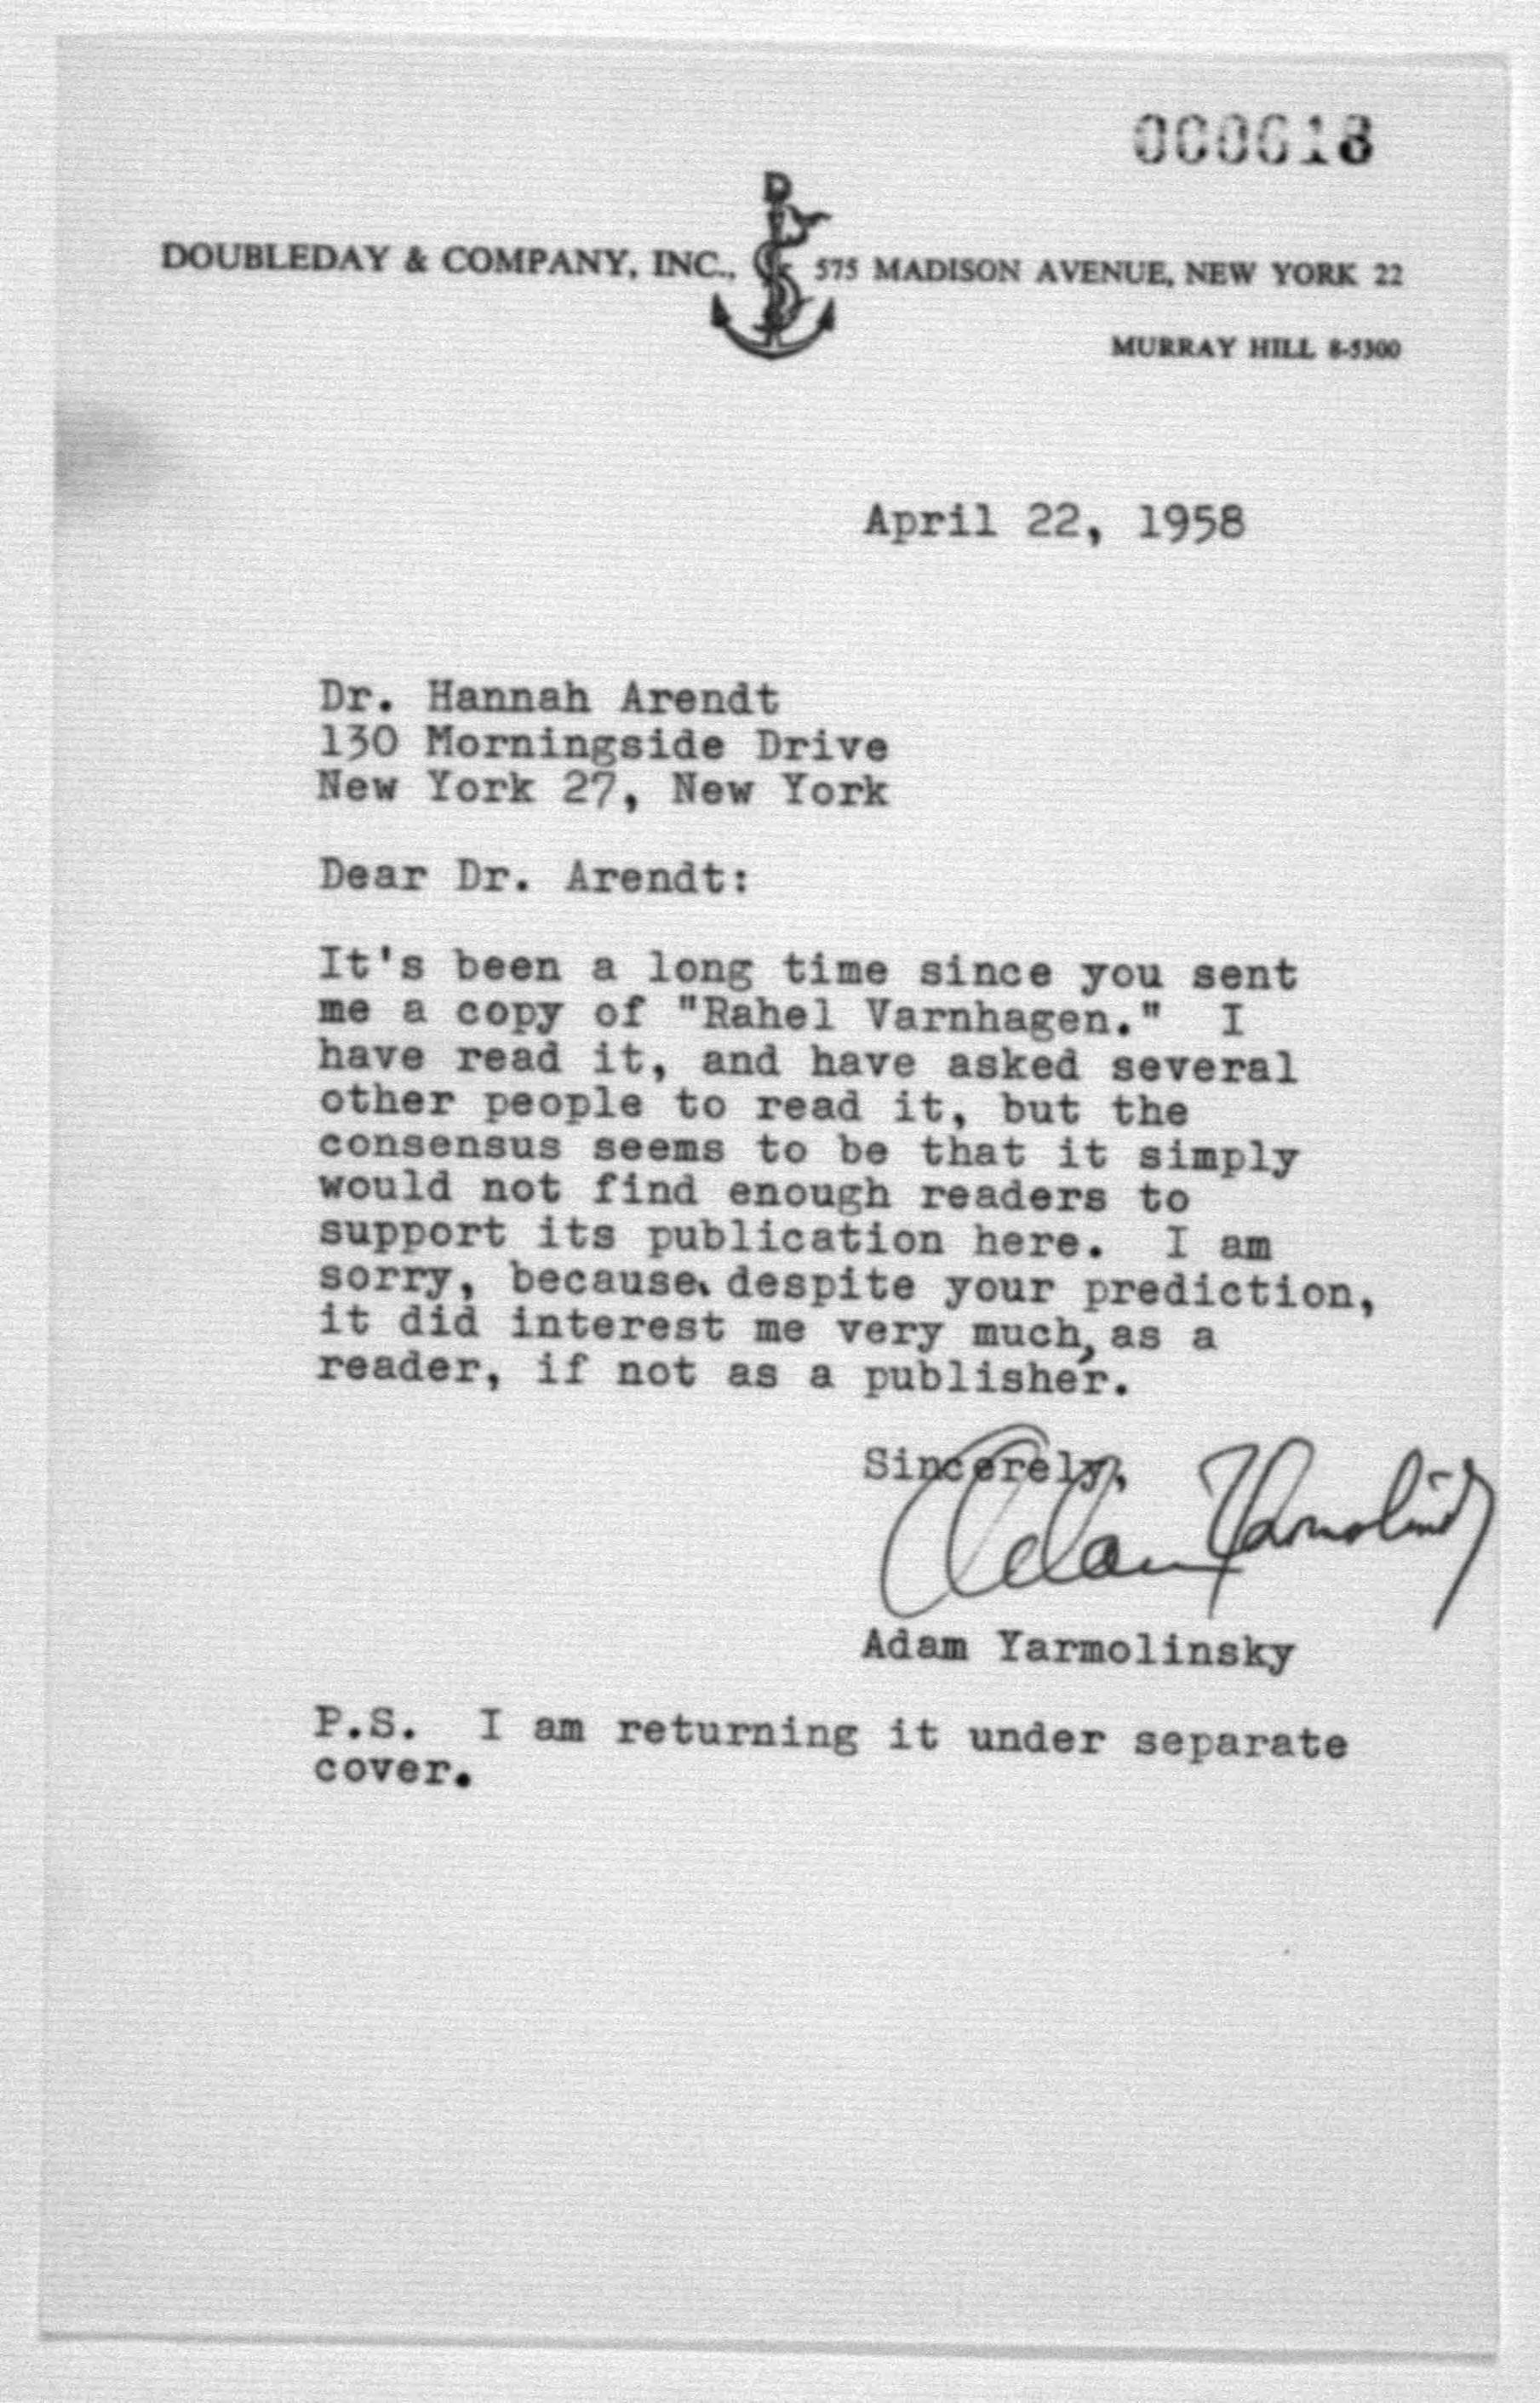 000618
D
DOUBLEDAY & COMPANY, INC., 575 MADISON AVENUE, NEW YORK 22
MURRAY HILL 8-5300
April 22, 1958
Dr. Hannah Arendt
130 Morningside Drive
New York 27, New York
Dear Dr. Arendt:
It's been a long time since you sent
me a copy of "Rahel Varnhagen." I
have read it, and have asked several
other people to read it, but the
consensus seems to be that it simply
would not find enough readers to
support its publication here. I am
sorry, because, despite your prediction,
it did interest me very much, as a
reader, if not as a publisher.
Sincerely,
Adam Yarmolinsky
Adam Yarmolinsky
P.S. I am returning it under separate
cover.